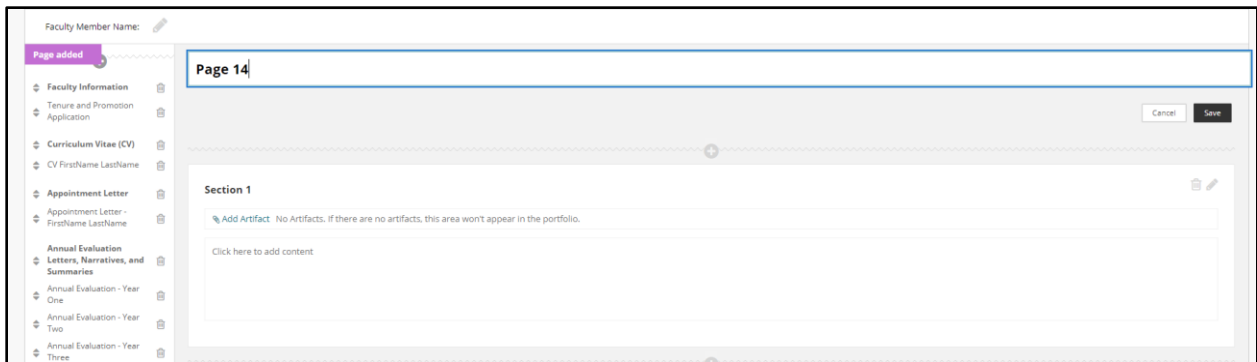 Faculty Member Name:
Page added
Faculty Information
Tenure and Promotion
Application
Curriculum Vitae (CV)
CV FirstName LastName
Appointment Letter
Appointment Letter -
FirstName LastName
Annual Evaluation
Letters, Narratives, and
Summaries
Annual Evaluation - Year
One
Annual Evaluation - Year
Two
Annual Evaluation - Year
Three
Page 14
Cancel
Save
Section 1
Add Artifact No Artifacts. If there are no artifacts, this area won't appear in the portfolio.
Click here to add content